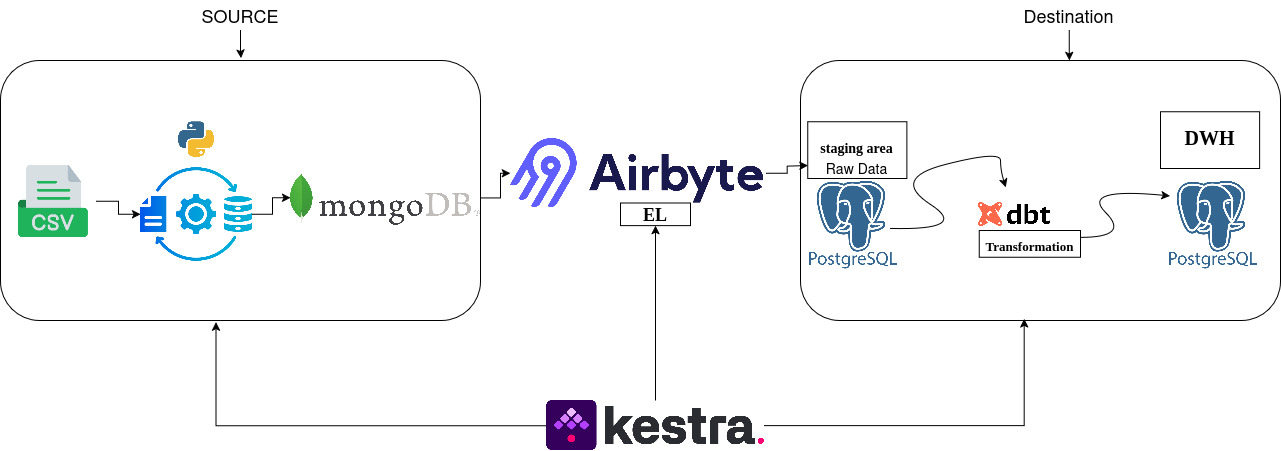 SOURCE
Destination
CSV
mongoDB
Airbyte
EL
staging area
Raw Data
PostgreSQL
dbt
Transformation
DWH
PostgreSQL
kestra.